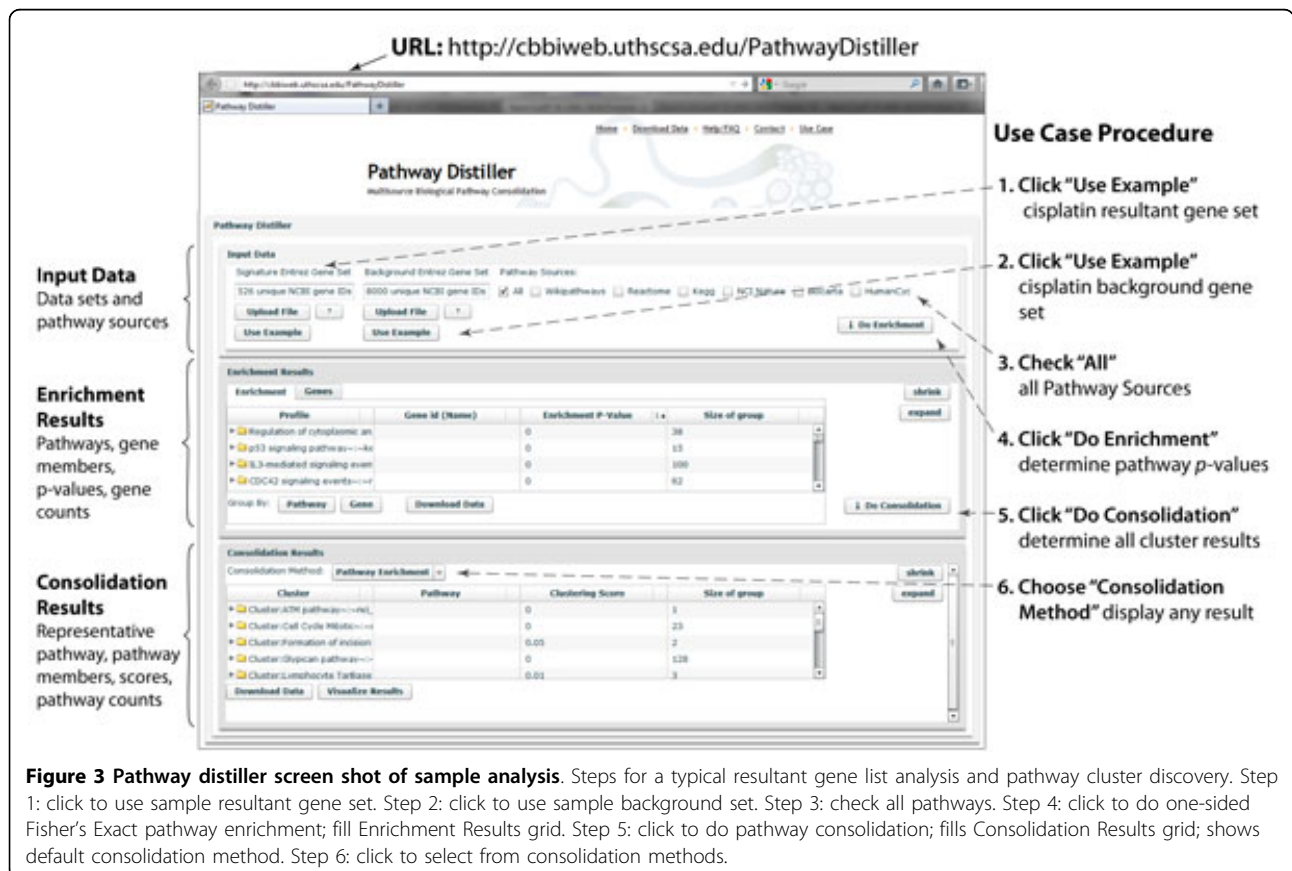 URL: http://cbbiweb.uthscsa.edu/PathwayDistiller
http://cbbiweb.uthscsa.edu/PathwayDistiller
Pathway Distiller
Home • Download Data • Help/FAQ • Contact • Use Case
Pathway Distiller
Multisource Biological Pathway Consolidation
Pathway Distiller
Input Data
Signature Entrez Gene Set Background Entrez Gene Set Pathway Sources:
526 unique NCBI gene IDs 8000 unique NCBI gene IDs All Wikipathways Reactome Kegg NCI Nature HumanCyc
Upload File ? Upload File ?
Use Example Use Example
Do Enrichment
Enrichment Results
Enrichment Genes
shrink
expand
Profile Gene id (Name) Enrichment P-Value Size of group
Regulation of cytoplasmic an 0 38
p53 signaling pathway~:~ke 0 15
IL3-mediated signaling even 0 100
CDC42 signaling events~:~r 0 62
Group By: Pathway Gene Download Data
Do Consolidation
Consolidation Results
Consolidation Method: Pathway Enrichment
shrink
expand
Cluster Pathway Clustering Score Size of group
Cluster:ATM pathway~:~nci_ 0 1
Cluster:Cell Cycle Mitotic~:~ 0 23
Cluster:Formation of incision 0.05 2
Cluster:Glypican pathway~:~ 0 128
Cluster:Lymphocyte 0.01 3
Download Data Visualize Results
Input Data
Data sets and
pathway sources
Enrichment
Results
Pathways, gene
members,
p-values, gene
counts
Consolidation
Results
Representative
pathway, pathway
members, scores,
pathway counts
Use Case Procedure
1. Click "Use Example"
cisplatin resultant gene set
2. Click "Use Example"
cisplatin background gene
set
3. Check "All"
all Pathway Sources
4. Click "Do Enrichment"
determine pathway p-values
5. Click "Do Consolidation"
determine all cluster results
6. Choose "Consolidation
Method" display any result
Figure 3 Pathway distiller screen shot of sample analysis. Steps for a typical resultant gene list analysis and pathway cluster discovery. Step
1: click to use sample resultant gene set. Step 2: click to use sample background set. Step 3: check all pathways. Step 4: click to do one-sided
Fisher's Exact pathway enrichment; fill Enrichment Results grid. Step 5: click to do pathway consolidation; fills Consolidation Results grid; shows
default consolidation method. Step 6: click to select from consolidation methods.